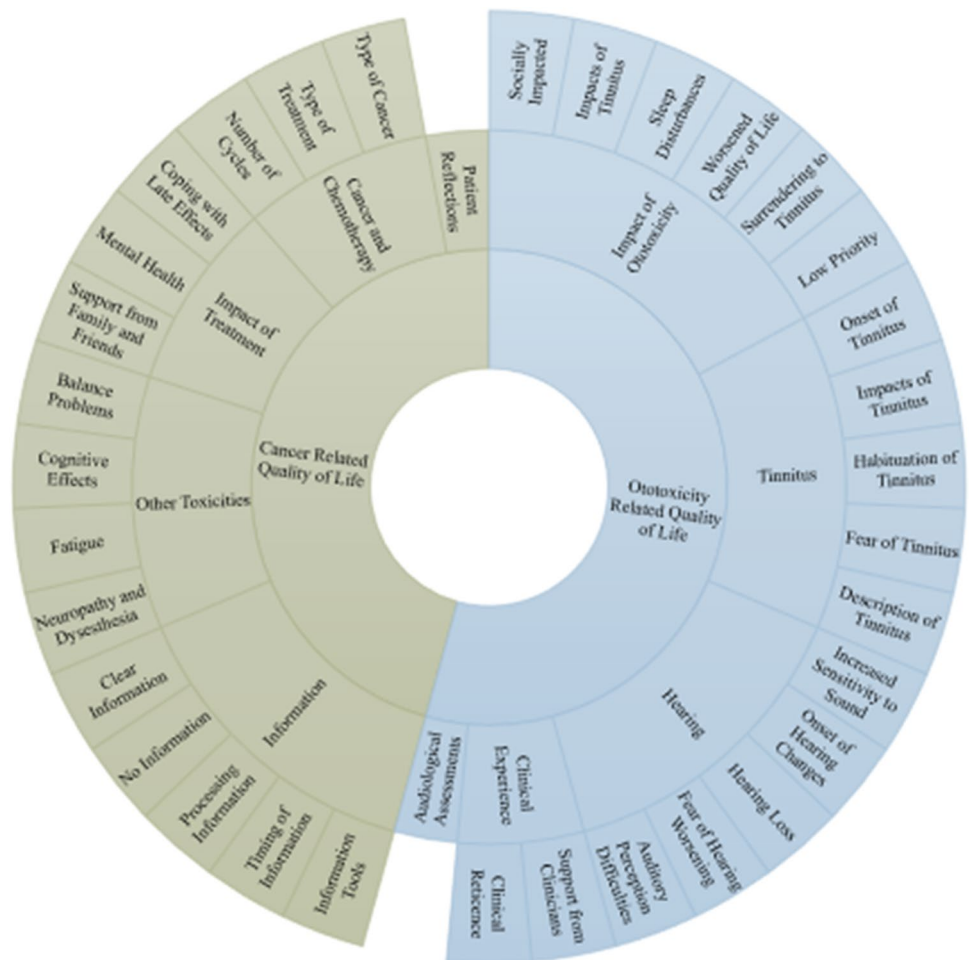 Cancer Related
Quality of Life
Ototoxicity
Related Quality
of Life
Patient
Reflections
Cancer and
Chemotherapy
Impact of
Treatment
Other Toxicities
Information
Impact of
Ototoxicity
Tinnitus
Hearing
Clinical
Experience
Audiological
Assessments
Type of Cancer
Type of
Treatment
Number of
Cycles
Coping with
Late Effects
Mental Health
Support from
Family and
Friends
Balance
Problems
Cognitive
Effects
Fatigue
Neuropathy and
Dysesthesia
Clear
Information
No Information
Processing
Information
Timing of
Information
Information
Tools
Socially
Impacted
Impacts of
Tinnitus
Sleep
Disturbances
Worsened
Quality of Life
Surrendering to
Tinnitus
Low Priority
Onset of
Tinnitus
Impacts of
Tinnitus
Habituation of
Tinnitus
Fear of Tinnitus
Description of
Tinnitus
Increased
Sensitivity to
Sound
Onset of
Hearing
Changes
Hearing Loss
Fear of Hearing
Worsening
Auditory
Perception
Difficulties
Support from
Clinicians
Clinical
Reticence